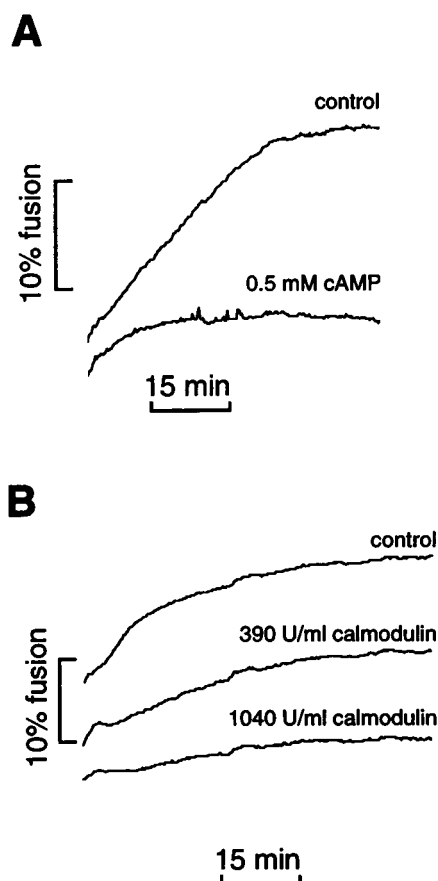 A
control
10% fusion
0.5 mM cAMP
15 min
B
control
10% fusion
390 U/ml calmodulin
1040 U/ml calmodulin
15 min